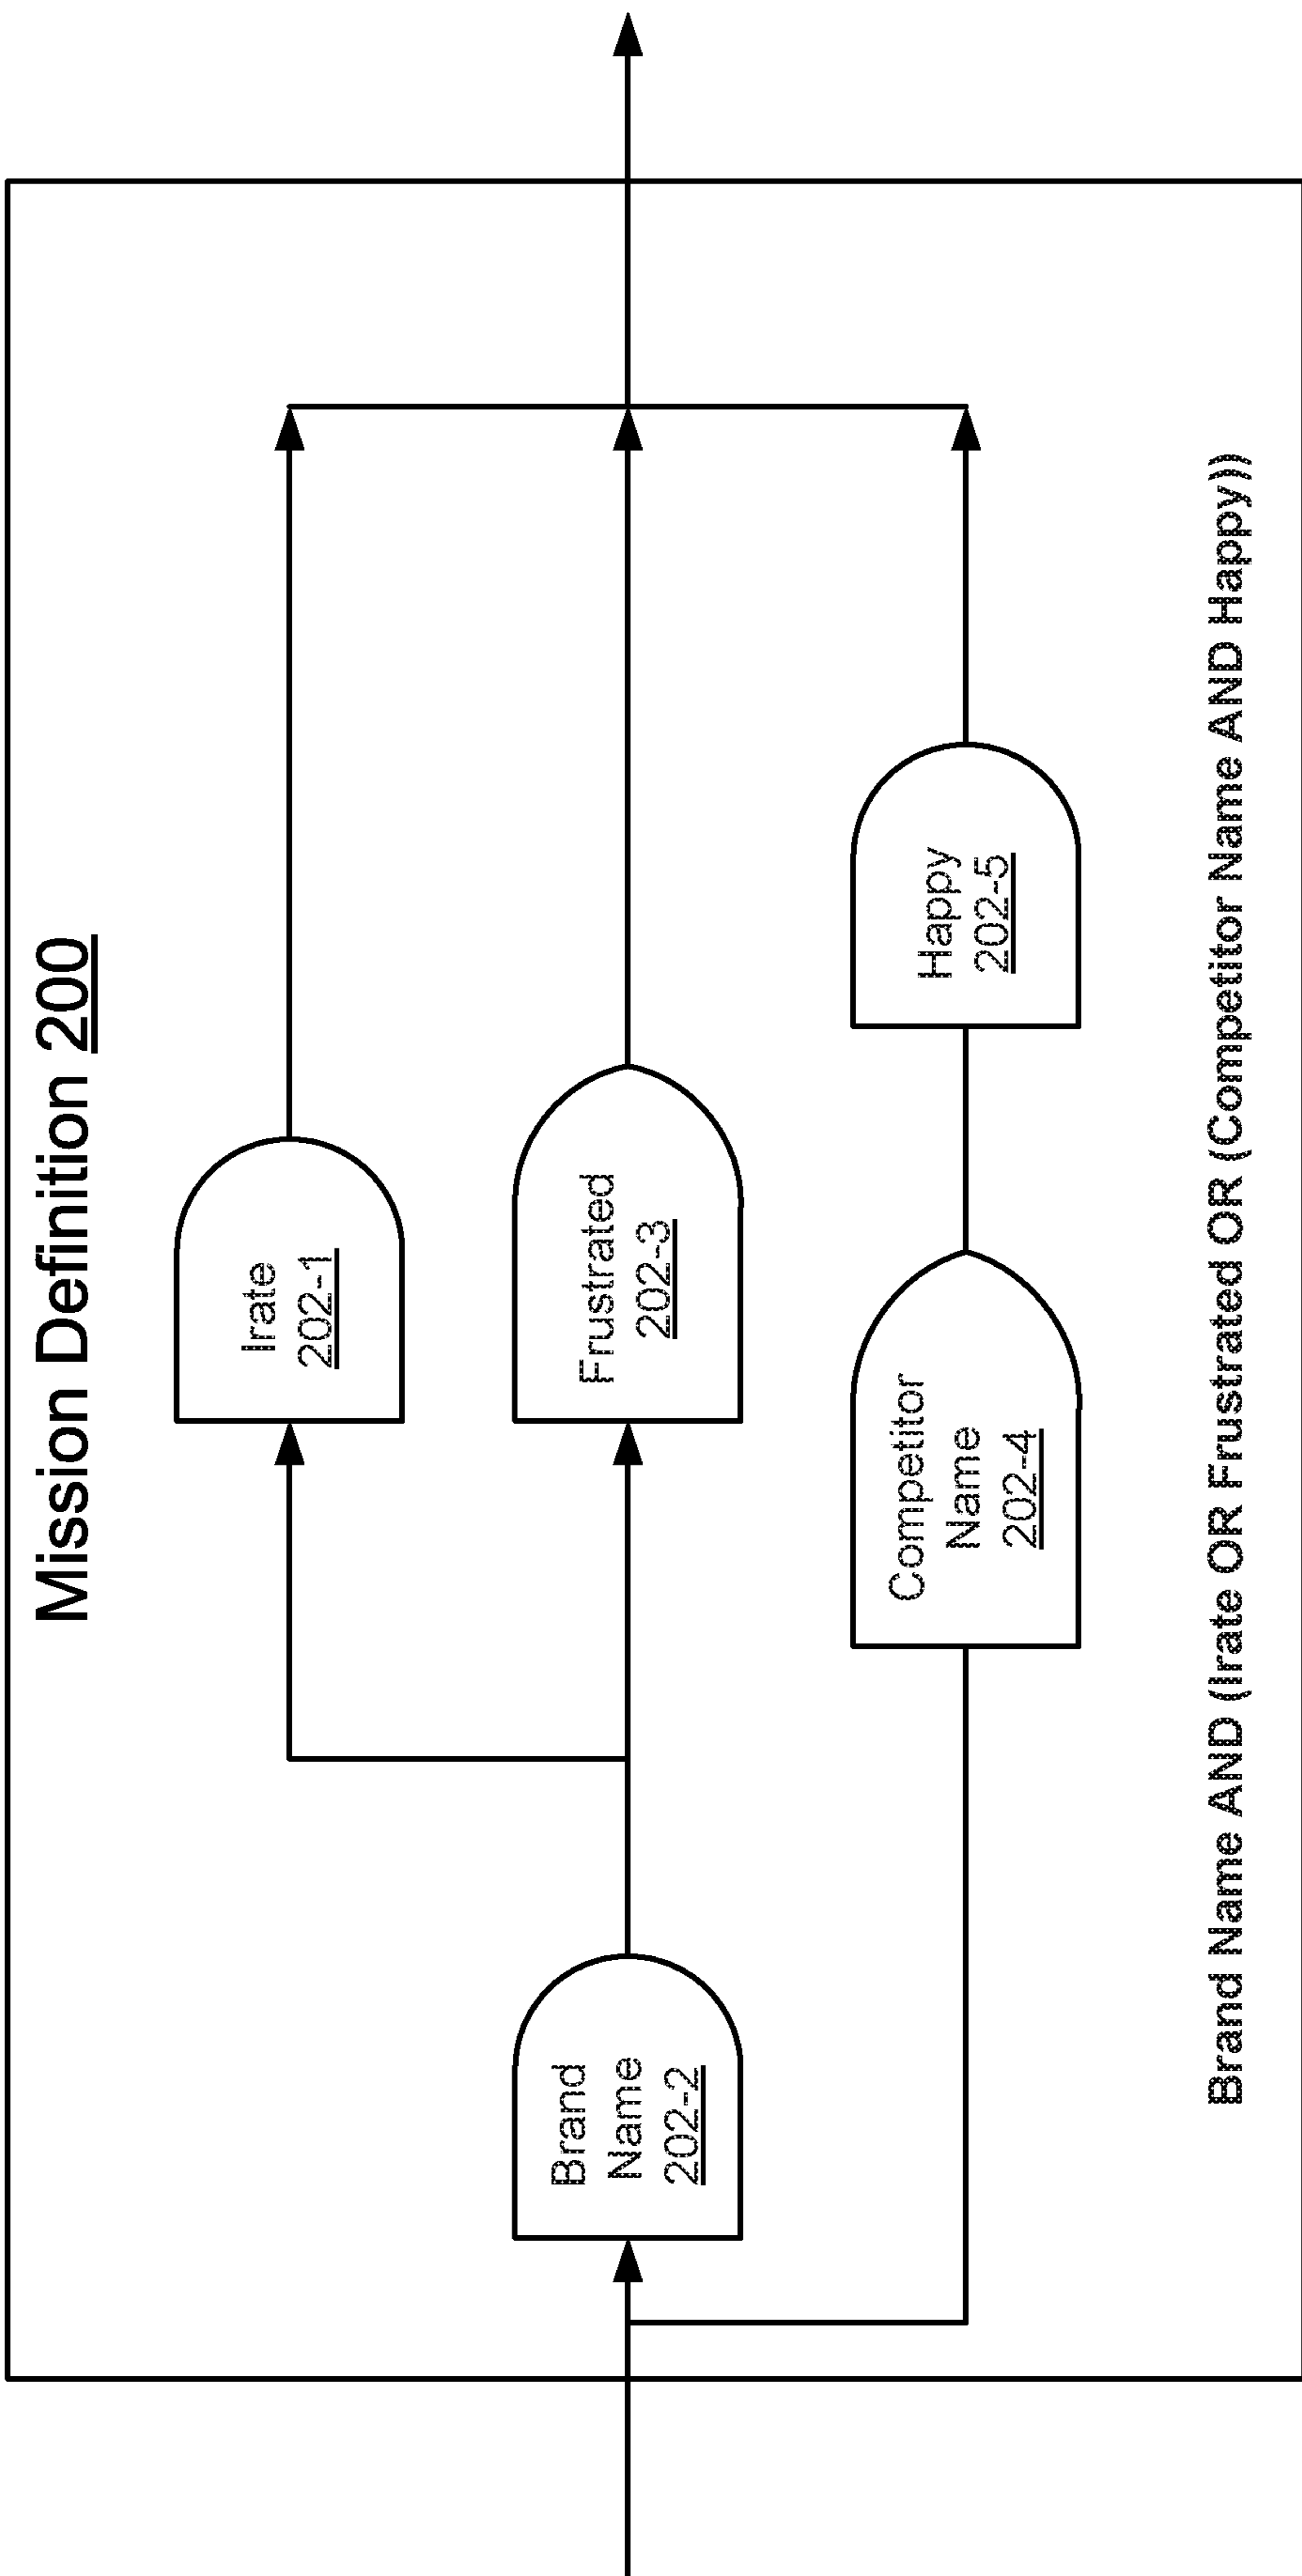 Mission Definition 200
Irate
202-1
Brand
Name
202-2
Frustrated
202-3
Competitor
Name
202-4
Happy
202-5
Brand Name AND (Irate OR Frustrated OR (Competitor Name AND Happy))